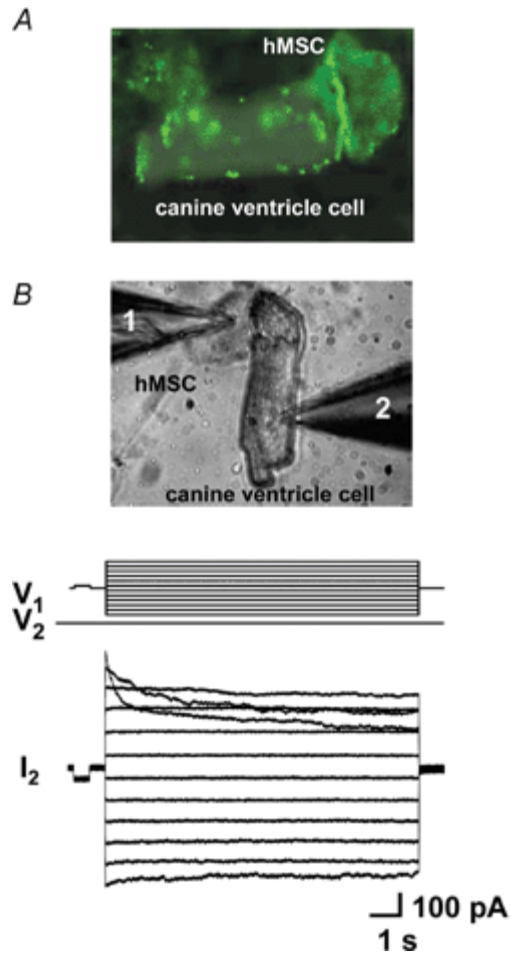 A
hMSC
canine ventricle cell
B
1
hMSC
2
canine ventricle cell
V1
V2
I2
100 pA
1 s